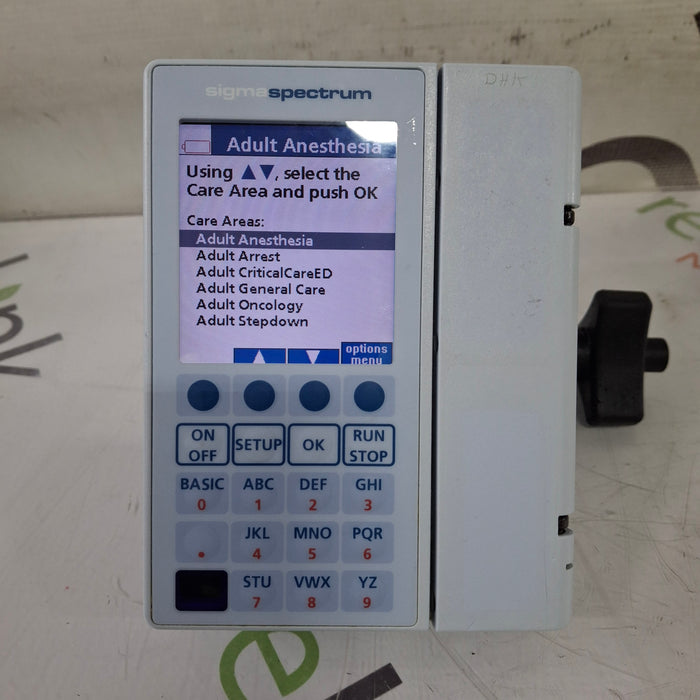 DHK
sigmaspectrum
Adult Anesthesia
Using ▲▼, select the
Care Area and push OK
Care Areas:
Adult Anesthesia
Adult Arrest
Adult CriticalCareED
Adult General Care
Adult Oncology
Adult Stepdown
options
menu
ON
OFF
SETUP
OK
RUN
STOP
BASIC ABC DEF GHI
0 1 2 3
JKL MNO PQR
. 4 5 6
STU VWX YZ
7 8 9